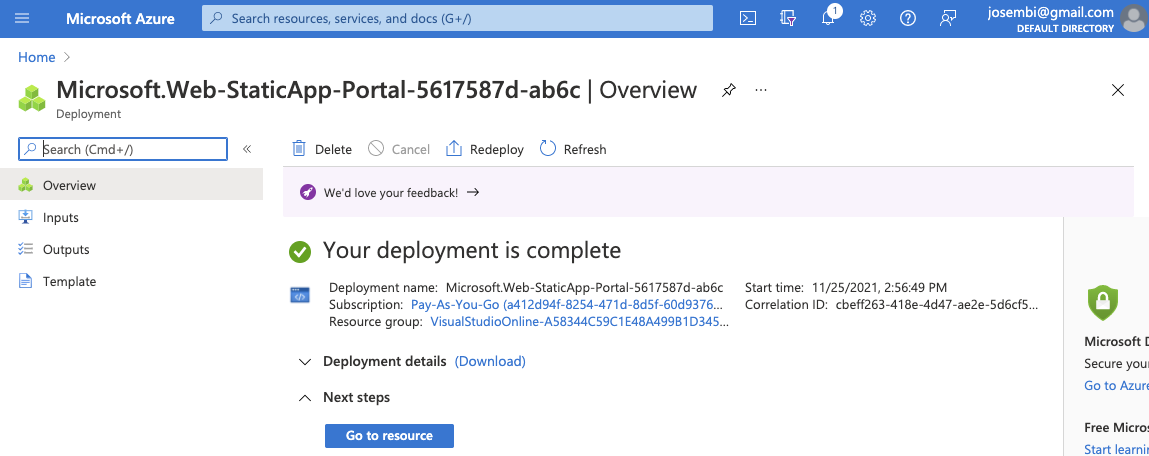 Microsoft Azure
Search resources, services, and docs (G+/)
1
josembi@gmail.com
DEFAULT DIRECTORY
Home
Microsoft.Web-StaticApp-Portal-5617587d-ab6c | Overview
Deployment
Search (Cmd+/)
Delete
Cancel
Redeploy
Refresh
Overview
Inputs
Outputs
Template
We'd love your feedback!
Your deployment is complete
Deployment name: Microsoft.Web-StaticApp-Portal-5617587d-ab6c
Subscription: Pay-As-You-Go (a412d94f-8254-471d-8d5f-60d9376...
Resource group: VisualStudioOnline-A58344C59C1E48A499B1D345...
Start time: 11/25/2021, 2:56:49 PM
Correlation ID: cbeff263-418e-4d47-ae2e-5d6cf5...
Deployment details (Download)
Next steps
Go to resource
Microsoft D
Secure you
Go to Azure
Free Micros
Start learni